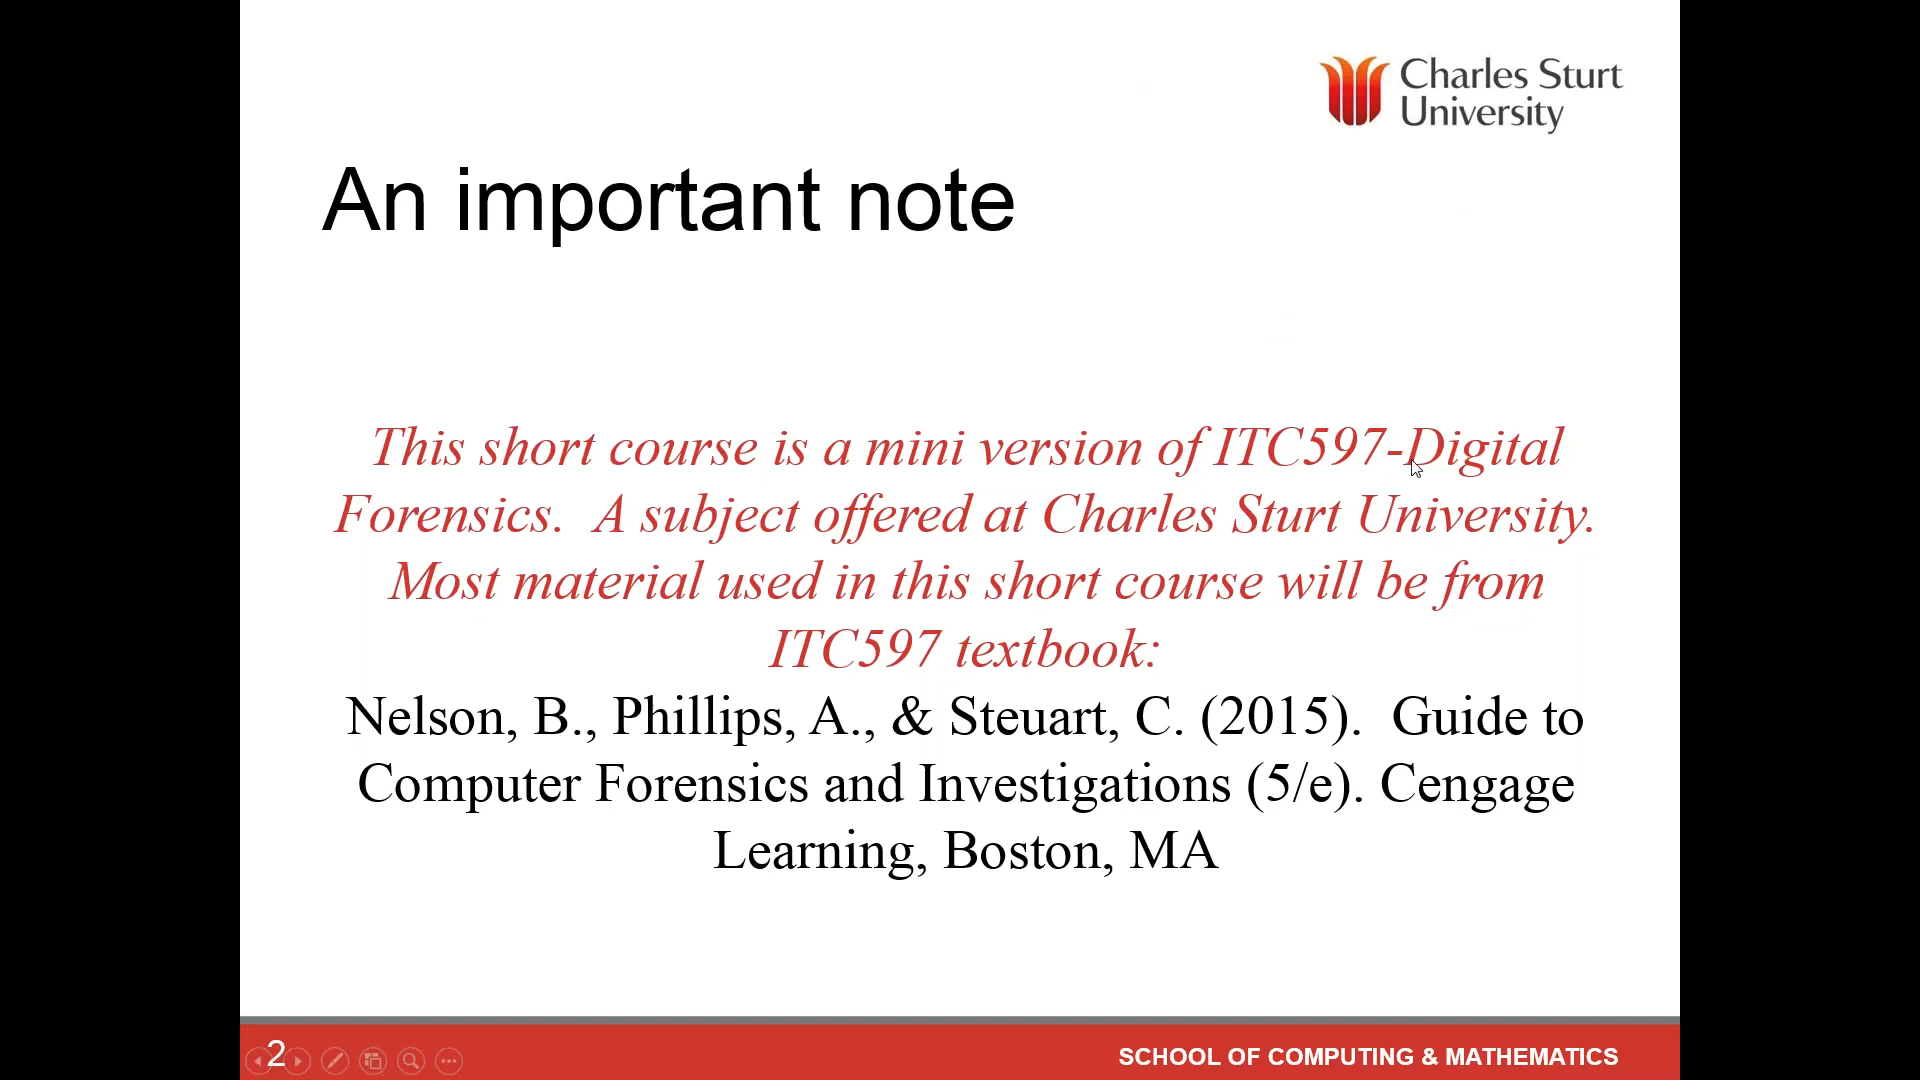 Charles Sturt
University
An important note
This short course is a mini version of ITC597-Digital
Forensics.  A subject offered at Charles Sturt University.
Most material used in this short course will be from
ITC597 textbook:
Nelson, B., Phillips, A., & Steuart, C. (2015).  Guide to
Computer Forensics and Investigations (5/e). Cengage
Learning, Boston, MA
2
SCHOOL OF COMPUTING & MATHEMATICS